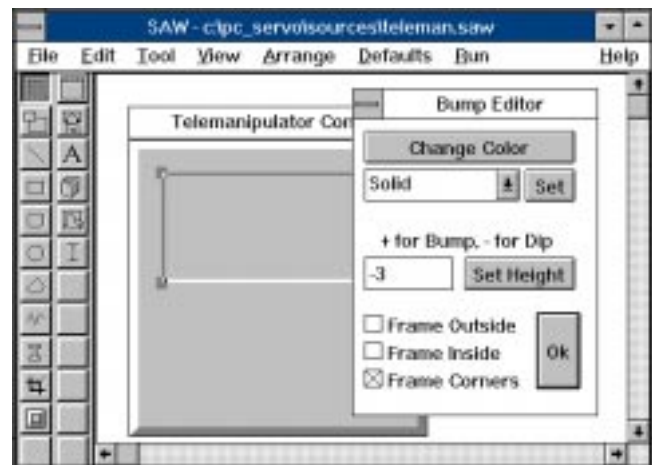 SAW - c:\pc_servo\sources\teleman.saw
File Edit Tool View Arrange Defaults Run Help
Telemanipulator Con
Bump Editor
Change Color
Solid Set
+ for Bump, - for Dip
-3 Set Height
Frame Outside
Frame Inside
Frame Corners
Ok
A